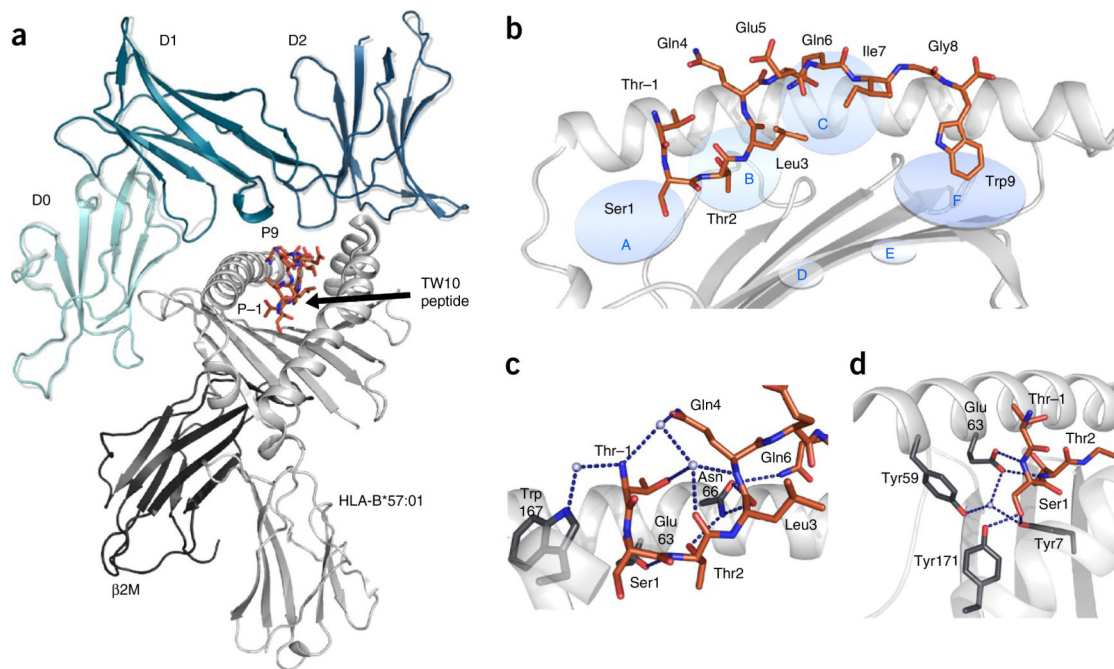 a
D1
D2
D0
P9
P–1
TW10
peptide
HLA-B*57:01
β2M
b
Glu5
Gln6
Gln4
Ile7
Gly8
Thr–1
C
B
Leu3
Ser1
Thr2
Trp9
A
F
E
D
c
Gln4
Thr–1
Gln6
Asn
66
Trp
167
Glu
63
Leu3
Ser1
Thr2
d
Glu
63
Thr–1
Thr2
Tyr59
Ser1
Tyr171
Tyr7